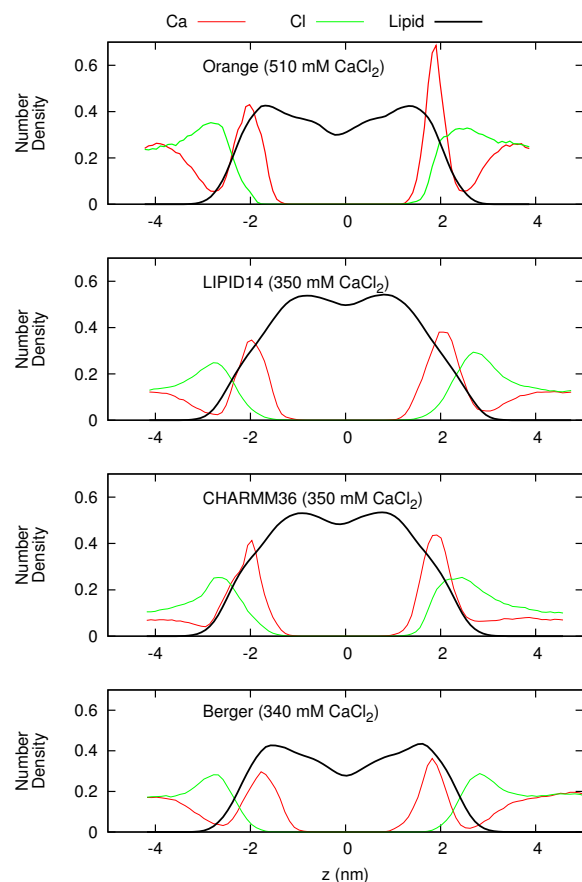 Ca Cl Lipid
Orange (510 mM CaCl₂)
Number
Density
0.6
0.4
0.2
0
-4 -2 0 2 4
LIPID14 (350 mM CaCl₂)
Number
Density
0.6
0.4
0.2
0
-4 -2 0 2 4
CHARMM36 (350 mM CaCl₂)
Number
Density
0.6
0.4
0.2
0
-4 -2 0 2 4
Berger (340 mM CaCl₂)
Number
Density
0.6
0.4
0.2
0
-4 -2 0 2 4
z (nm)